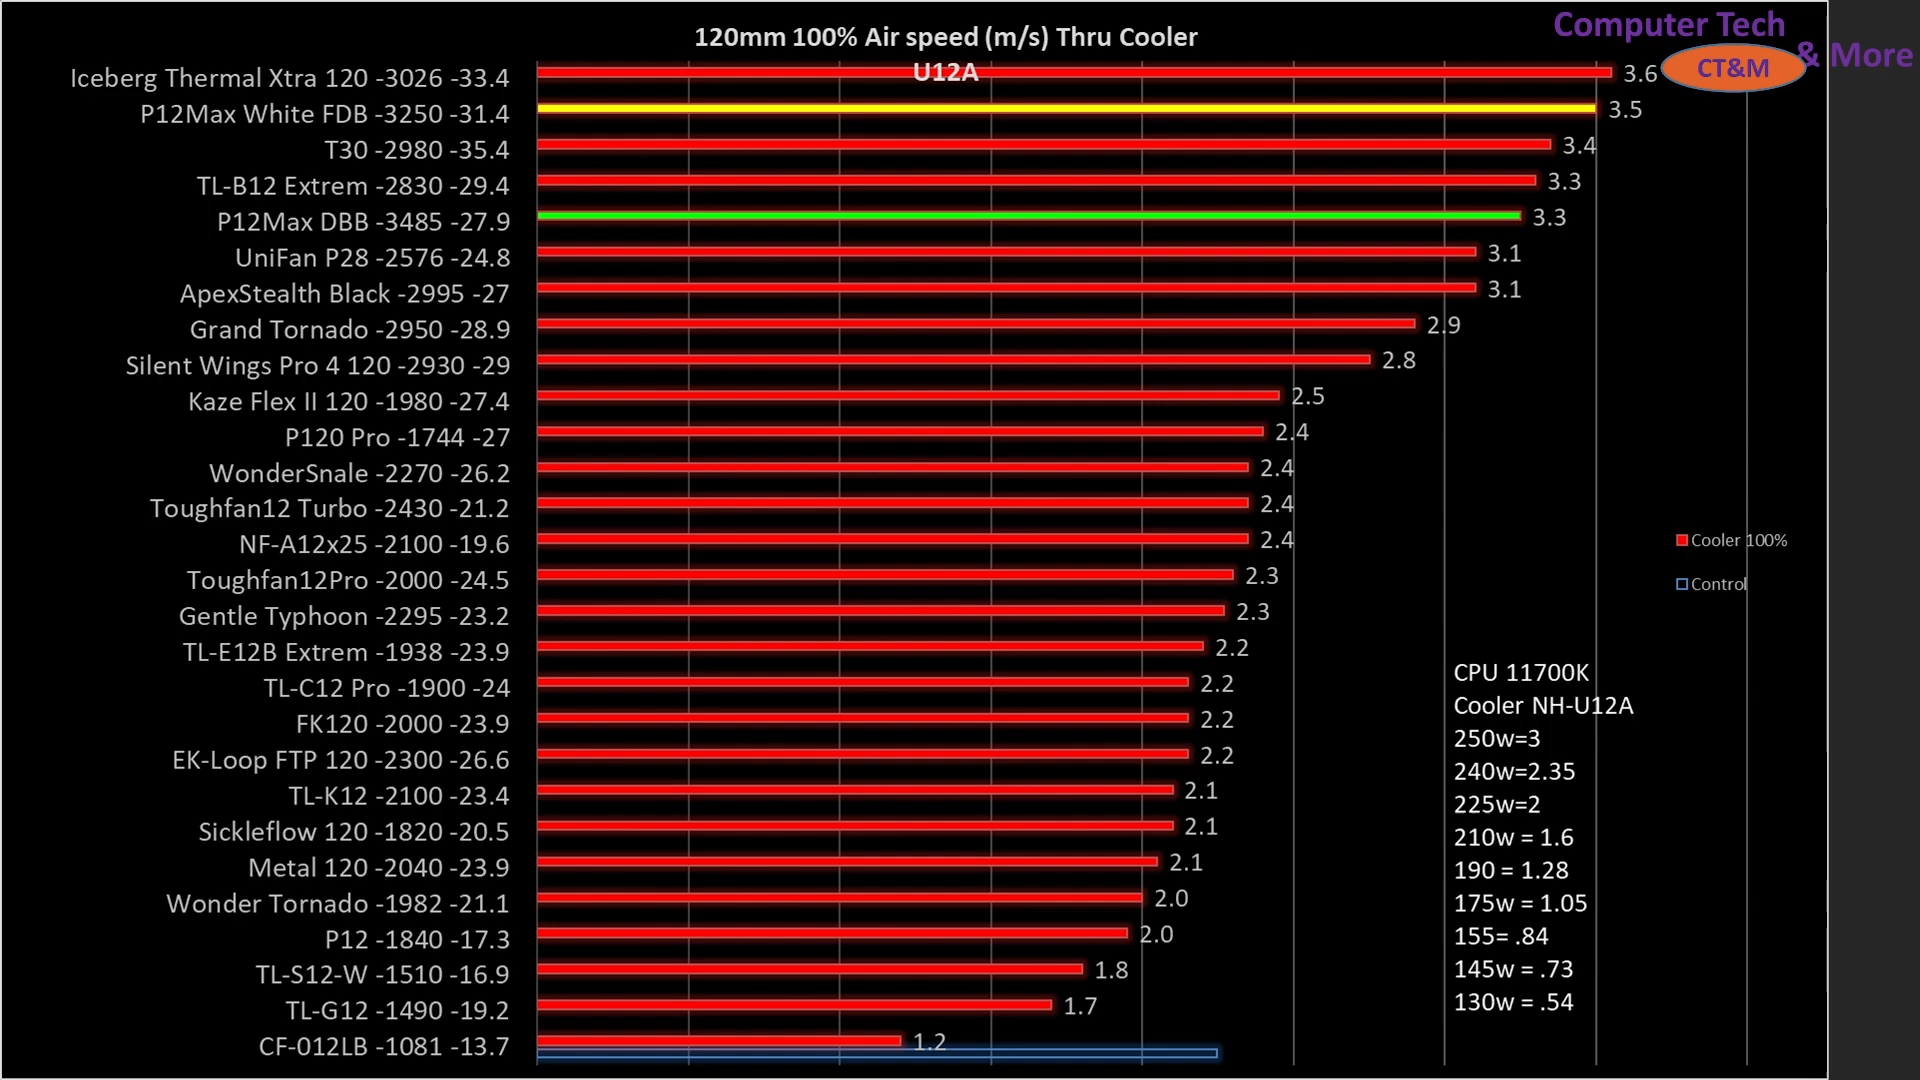 Computer Tech
& More
CT&M
120mm 100% Air speed (m/s) Thru Cooler
U12A
Iceberg Thermal Xtra 120 -3026 -33.4 3.6
P12Max White FDB -3250 -31.4 3.5
T30 -2980 -35.4 3.4
TL-B12 Extrem -2830 -29.4 3.3
P12Max DBB -3485 -27.9 3.3
UniFan P28 -2576 -24.8 3.1
ApexStealth Black -2995 -27 3.1
Grand Tornado -2950 -28.9 2.9
Silent Wings Pro 4 120 -2930 -29 2.8
Kaze Flex II 120 -1980 -27.4 2.5
P120 Pro -1744 -27 2.4
WonderSnale -2270 -26.2 2.4
Toughfan12 Turbo -2430 -21.2 2.4
NF-A12x25 -2100 -19.6 2.4
Toughfan12Pro -2000 -24.5 2.3
Gentle Typhoon -2295 -23.2 2.3
TL-E12B Extrem -1938 -23.9 2.2
TL-C12 Pro -1900 -24 2.2
FK120 -2000 -23.9 2.2
EK-Loop FTP 120 -2300 -26.6 2.2
TL-K12 -2100 -23.4 2.1
Sickleflow 120 -1820 -20.5 2.1
Metal 120 -2040 -23.9 2.1
Wonder Tornado -1982 -21.1 2.0
P12 -1840 -17.3 2.0
TL-S12-W -1510 -16.9 1.8
TL-G12 -1490 -19.2 1.7
CF-012LB -1081 -13.7 1.2
Cooler 100%
Control
CPU 11700K
Cooler NH-U12A
250w=3
240w=2.35
225w=2
210w = 1.6
190 = 1.28
175w = 1.05
155= .84
145w = .73
130w = .54